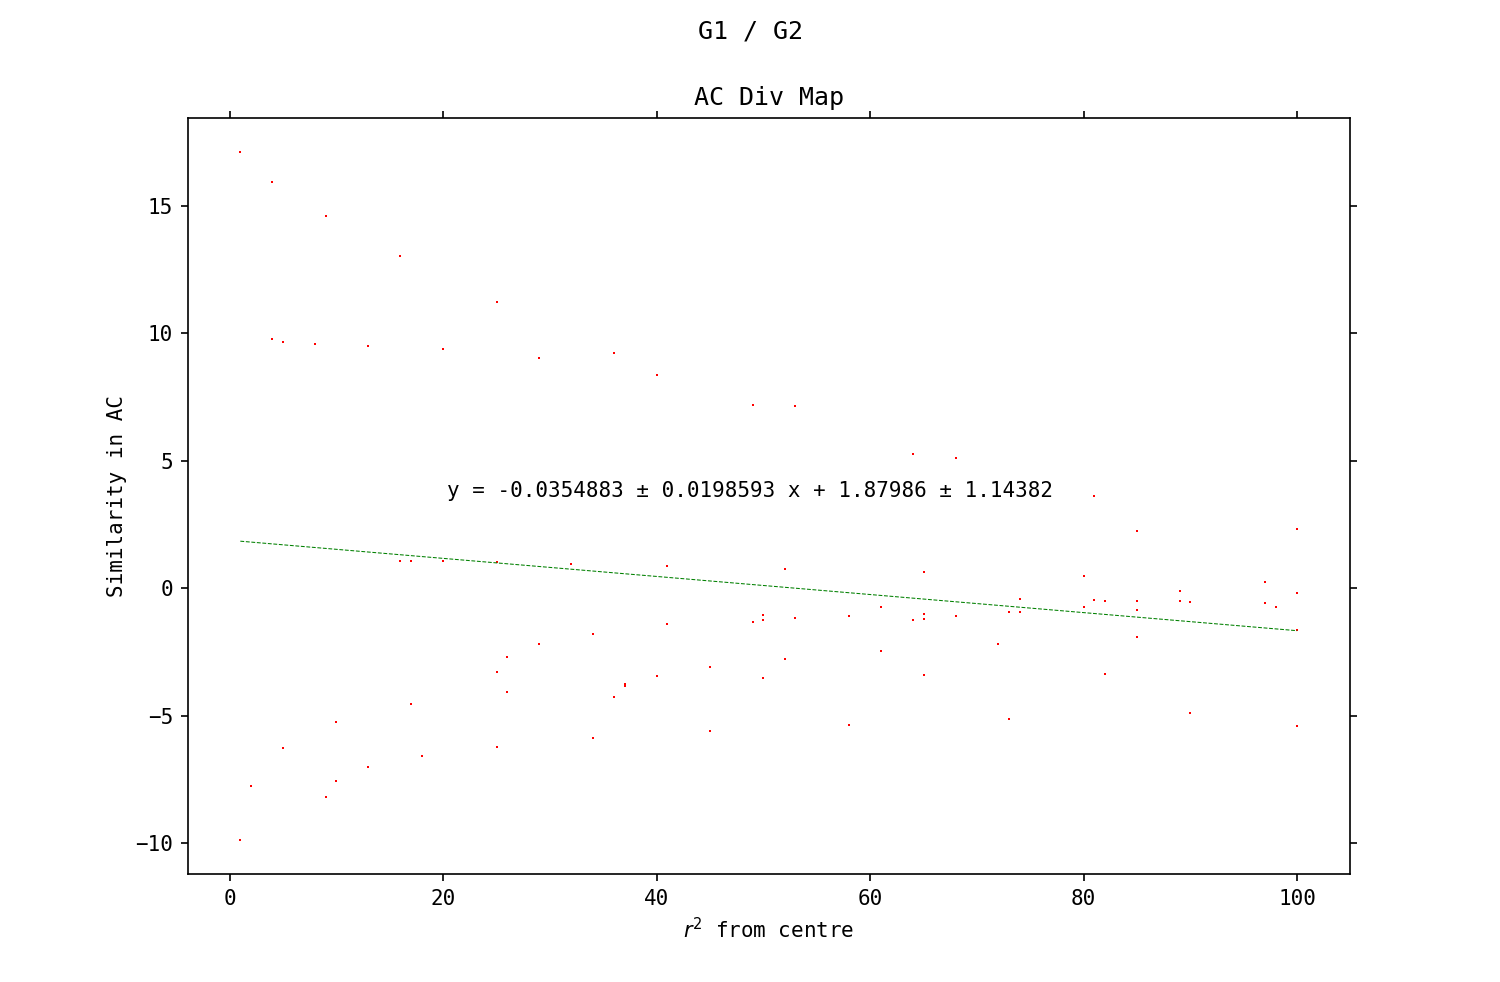 G1 / G2
AC Div Map
15
10
5
0
−5
−10
Similarity in AC
y = -0.0354883 ± 0.0198593 x + 1.87986 ± 1.14382
0 20 40 60 80 100
r² from centre